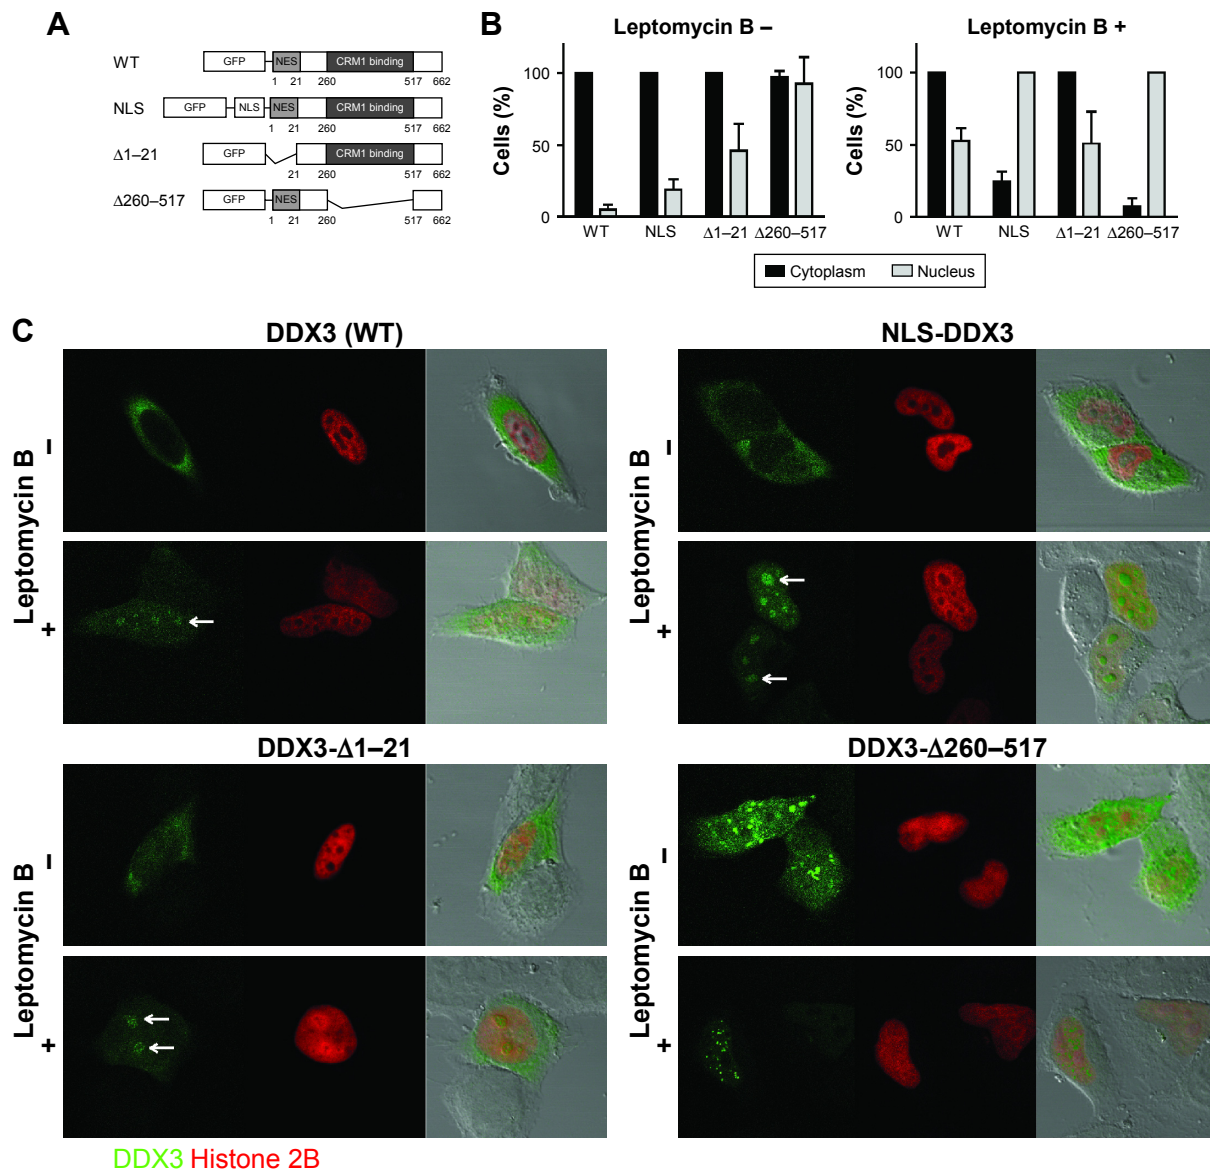 A
WT GFP NES CRM1 binding
1 21 260 517 662
NLS GFP NLS NES CRM1 binding
1 21 260 517 662
Δ1–21 GFP CRM1 binding
21 260 517 662
Δ260–517 GFP NES
1 21 260 517 662
B
Leptomycin B –
Cells (%)
100
50
0
WT NLS Δ1–21 Δ260–517
Leptomycin B +
Cells (%)
100
50
0
WT NLS Δ1–21 Δ260–517
Cytoplasm Nucleus
C
DDX3 (WT)
Leptomycin B
–
+
NLS-DDX3
Leptomycin B
–
+
DDX3-Δ1–21
Leptomycin B
–
+
DDX3-Δ260–517
Leptomycin B
–
+
DDX3 Histone 2B